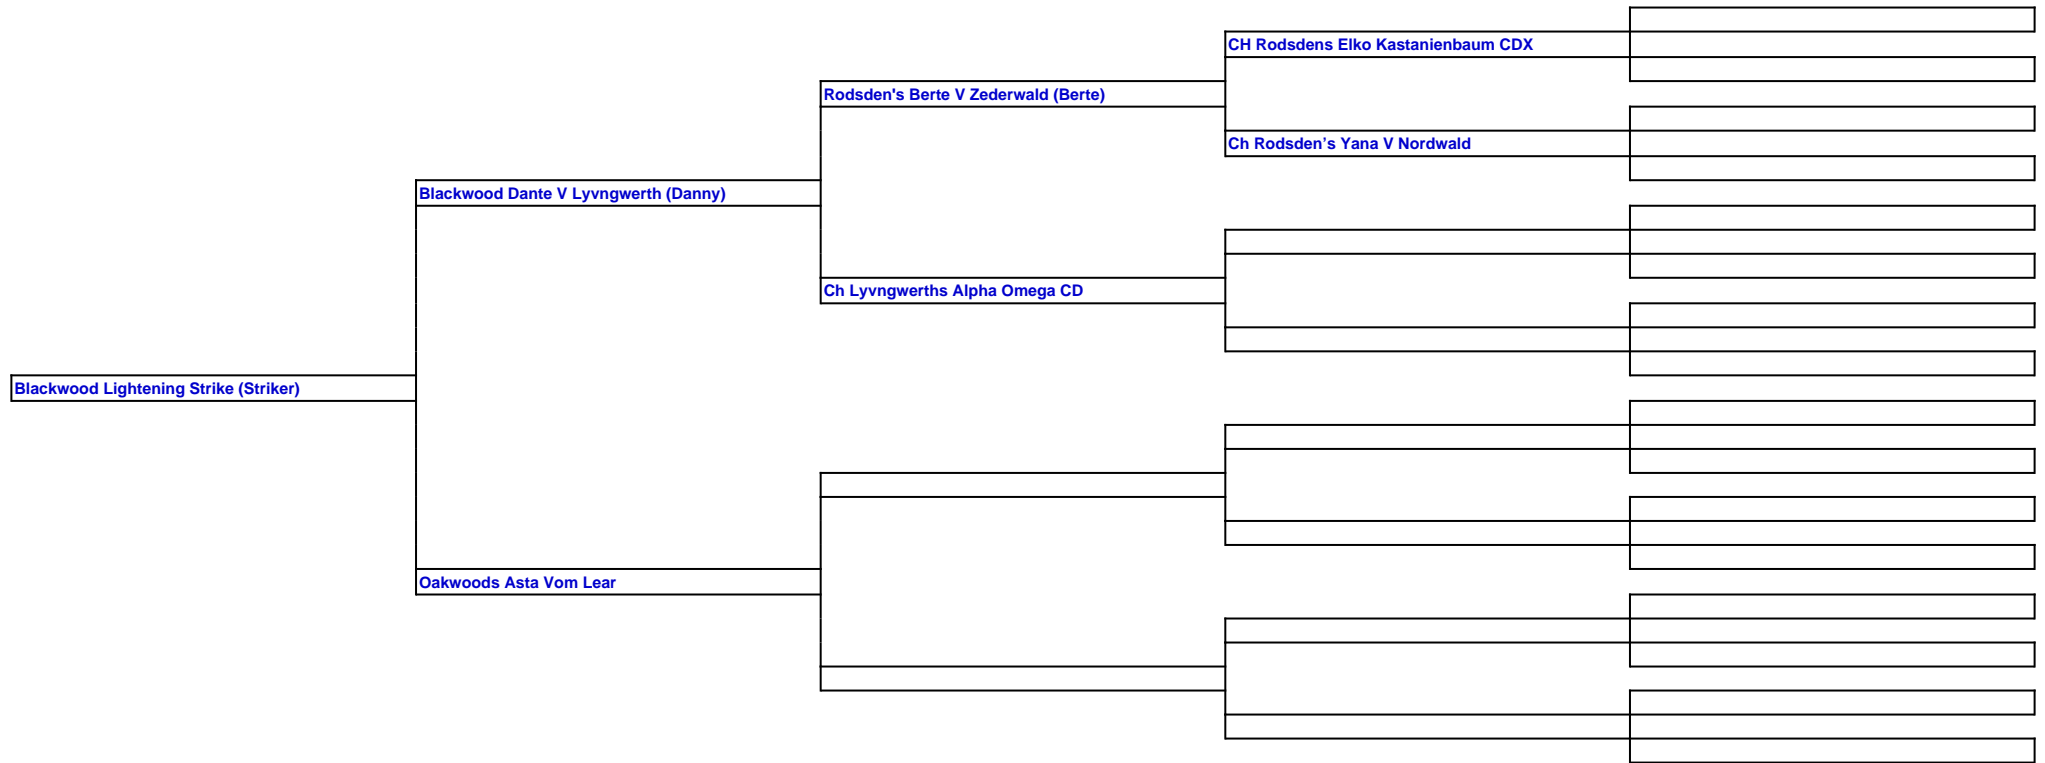 CH Rodsdens Elko Kastanienbaum CDX
Rodsden's Berte V Zederwald (Berte)
Ch Rodsden’s Yana V Nordwald
Blackwood Dante V Lyvngwerth (Danny)
Ch Lyvngwerths Alpha Omega CD
Blackwood Lightening Strike (Striker)
Oakwoods Asta Vom Lear